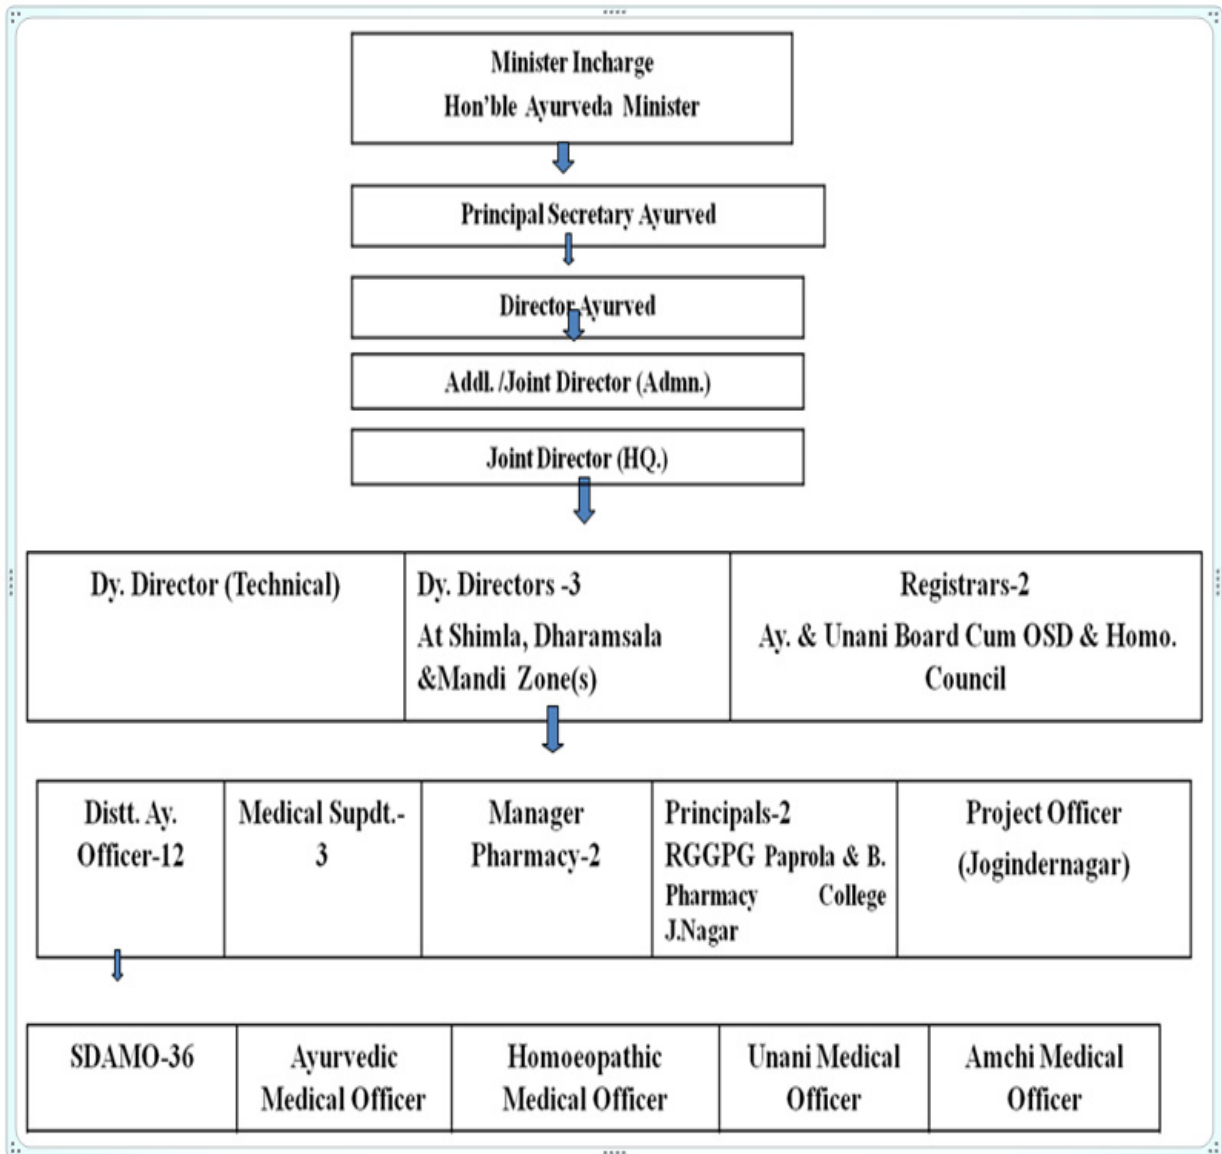 Minister Incharge
Hon'ble Ayurveda Minister
Principal Secretary Ayurved
Director Ayurved
Addl. /Joint Director (Admn.)
Joint Director (HQ.)
Dy. Director (Technical)
Dy. Directors -3
At Shimla, Dharamsala
&Mandi Zone(s)
Registrars-2
Ay. & Unani Board Cum OSD & Homo.
Council
Distt. Ay.
Officer-12
Medical Supdt.-
3
Manager
Pharmacy-2
Principals-2
RGGPG Paprola & B.
Pharmacy College
J.Nagar
Project Officer
(Jogindernagar)
SDAMO-36
Ayurvedic
Medical Officer
Homoeopathic
Medical Officer
Unani Medical
Officer
Amchi Medical
Officer